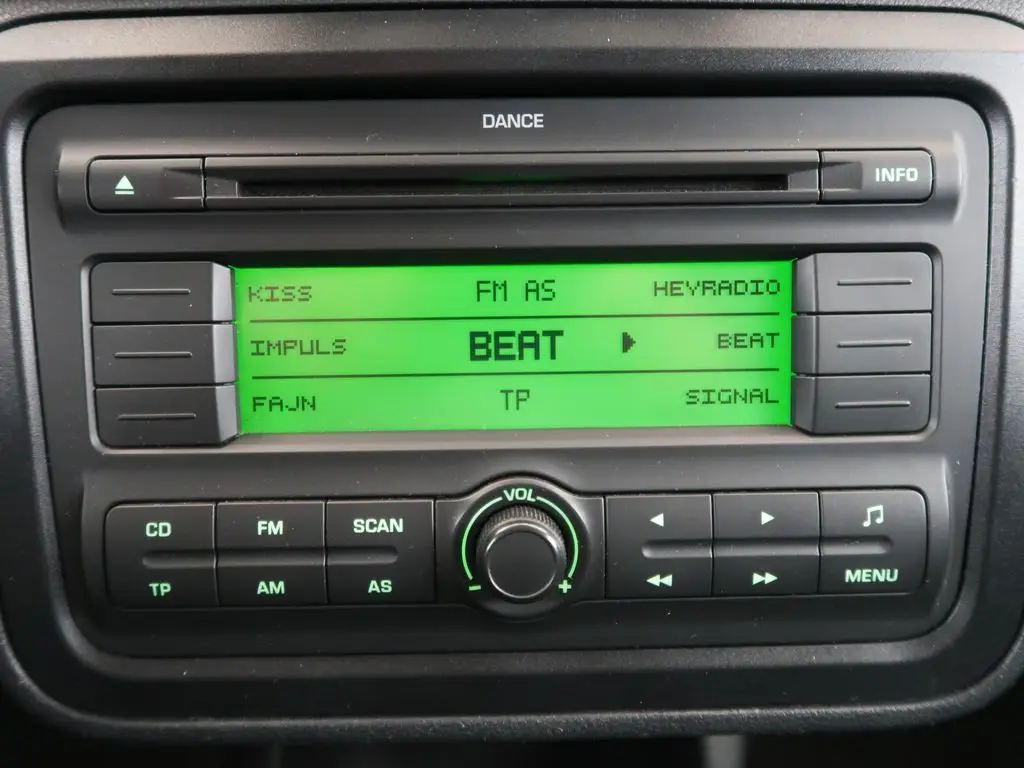 DANCE
INFO
KISS FM AS HEYRADIO
IMPULS BEAT BEAT
FAJN TP SIGNAL
VOL
CD FM SCAN
TP AM AS
- +
MENU